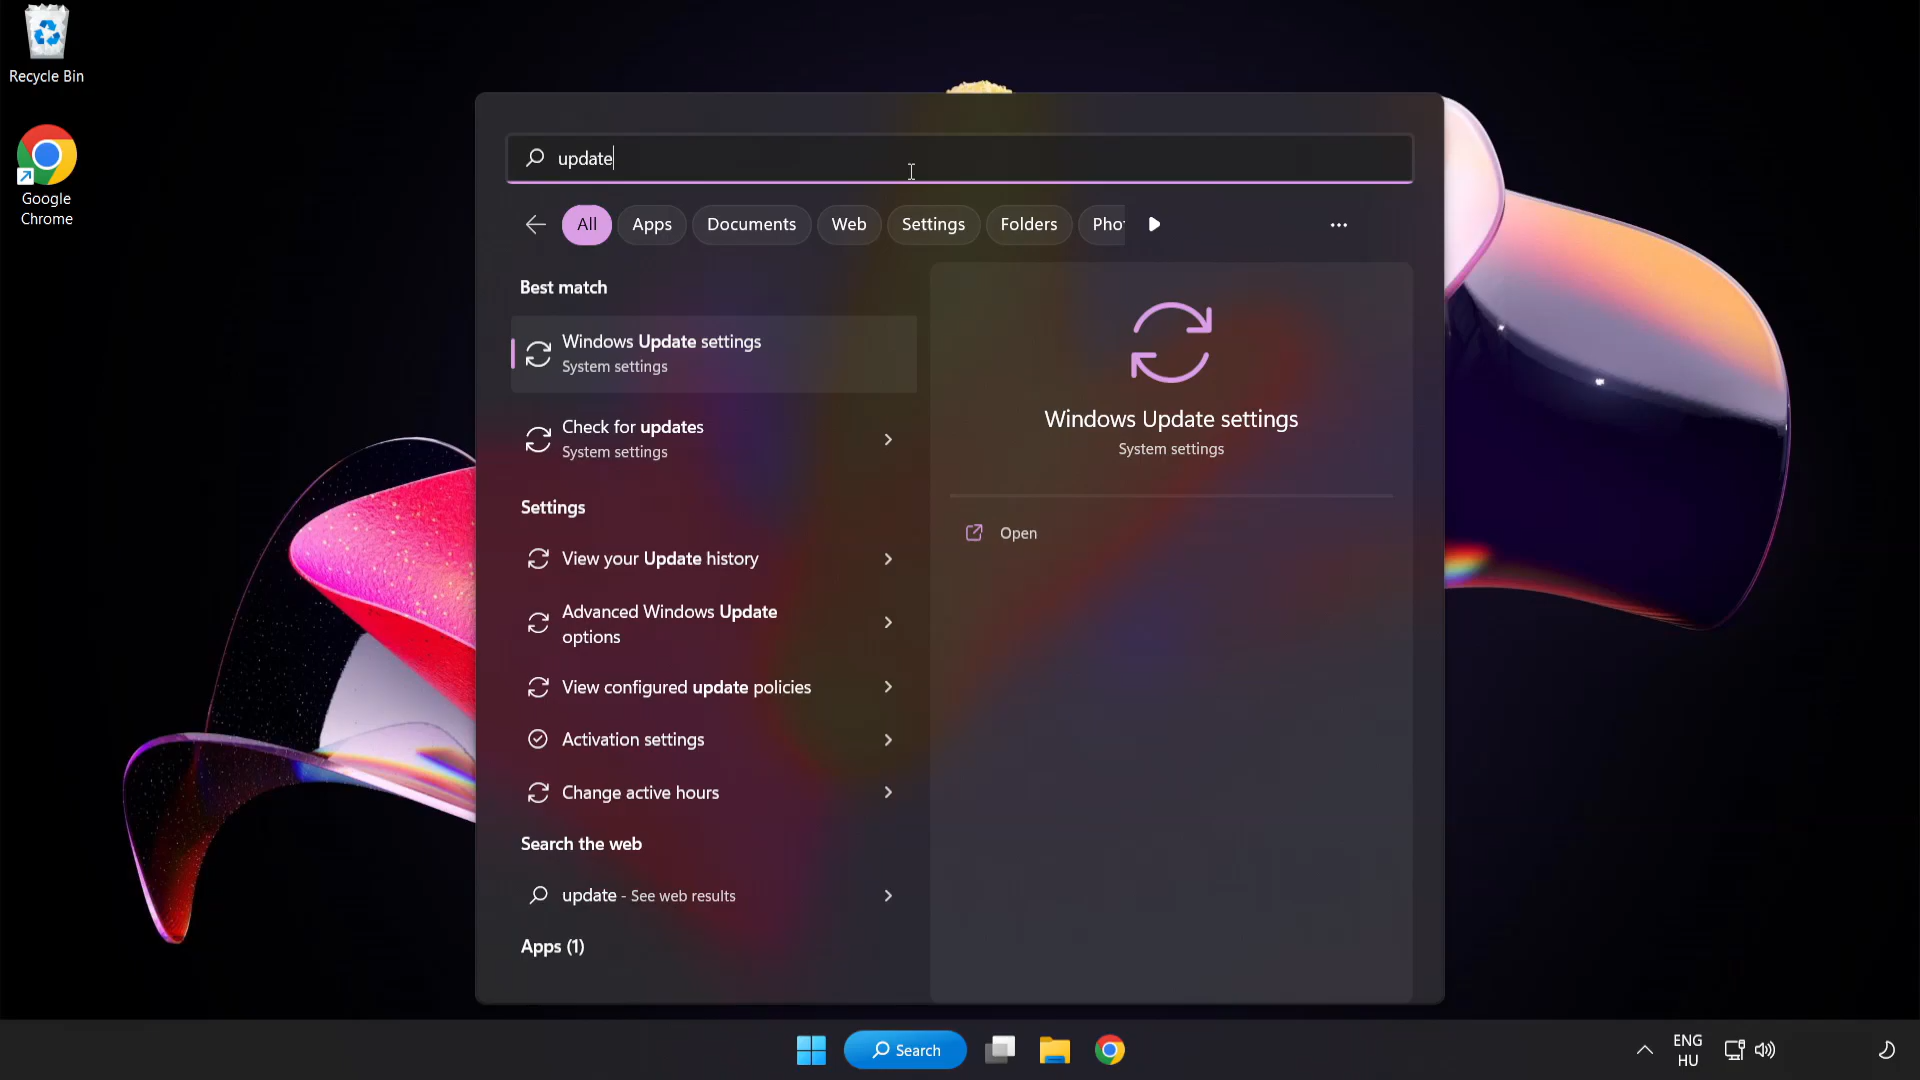 Recycle Bin
Google
Chrome
update
All
Apps
Documents
Web
Settings
Folders
Pho
Best match
Windows Update settings
System settings
Check for updates
System settings
Settings
View your Update history
Advanced Windows Update
options
View configured update policies
Activation settings
Change active hours
Search the web
update - See web results
Apps (1)
Windows Update settings
System settings
Open
Search
ENG
HU